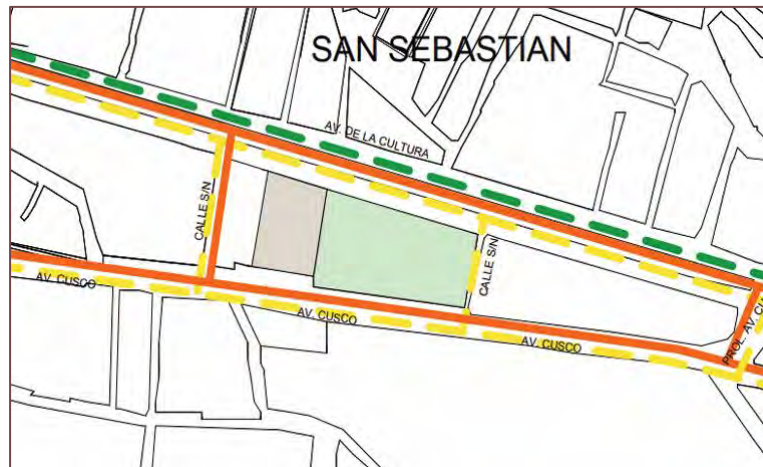 SAN SEBASTIAN
AV. DE LA CULTURA
CALLE S/N
CALLE S/N
AV. CUSCO
AV. CUSCO
AV. CUSCO
PROL. AV.